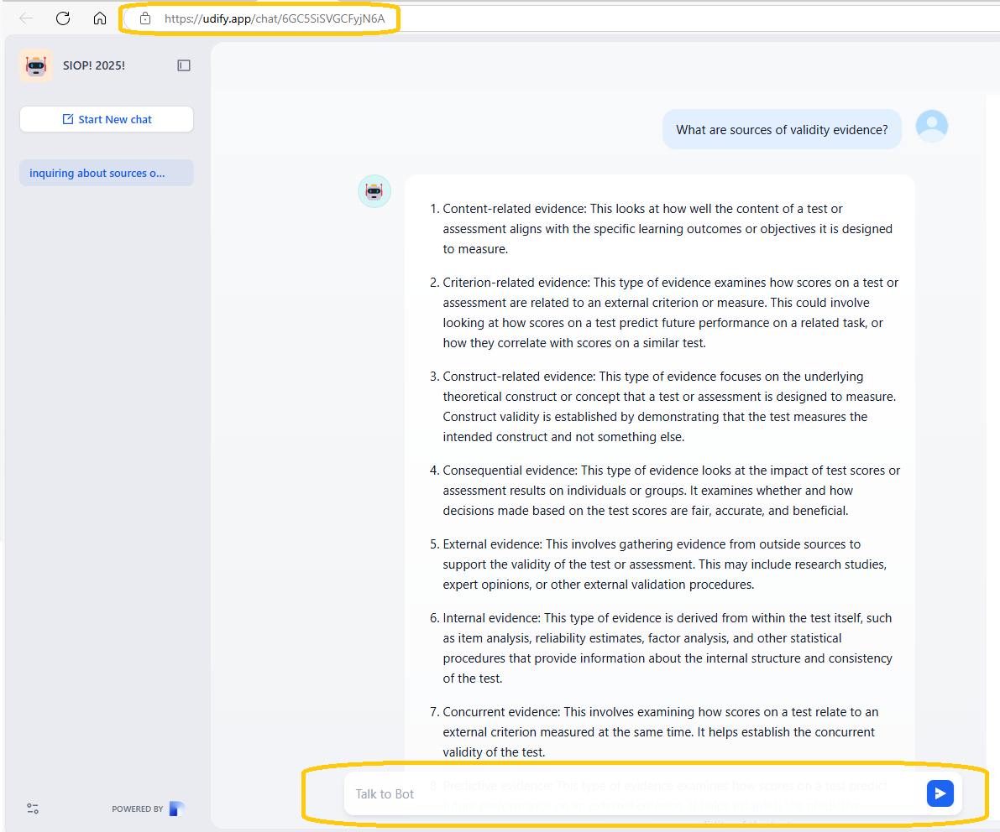 https://udify.app/chat/6GC5SiSVGCFyjN6A
SIOP! 2025!
Start New chat
inquiring about sources o...
What are sources of validity evidence?
1. Content-related evidence: This looks at how well the content of a test or
assessment aligns with the specific learning outcomes or objectives it is designed
to measure.
2. Criterion-related evidence: This type of evidence examines how scores on a test or
assessment are related to an external criterion or measure. This could involve
looking at how scores on a test predict future performance on a related task, or
how they correlate with scores on a similar test.
3. Construct-related evidence: This type of evidence focuses on the underlying
theoretical construct or concept that a test or assessment is designed to measure.
Construct validity is established by demonstrating that the test measures the
intended construct and not something else.
4. Consequential evidence: This type of evidence looks at the impact of test scores or
assessment results on individuals or groups. It examines whether and how
decisions made based on the test scores are fair, accurate, and beneficial.
5. External evidence: This involves gathering evidence from outside sources to
support the validity of the test or assessment. This may include research studies,
expert opinions, or other external validation procedures.
6. Internal evidence: This type of evidence is derived from within the test itself, such
as item analysis, reliability estimates, factor analysis, and other statistical
procedures that provide information about the internal structure and consistency
of the test.
7. Concurrent evidence: This involves examining how scores on a test relate to an
external criterion measured at the same time. It helps establish the concurrent
validity of the test.
8. Predictive evidence: This type of evidence examines how scores on a test predict
Talk to Bot
POWERED BY